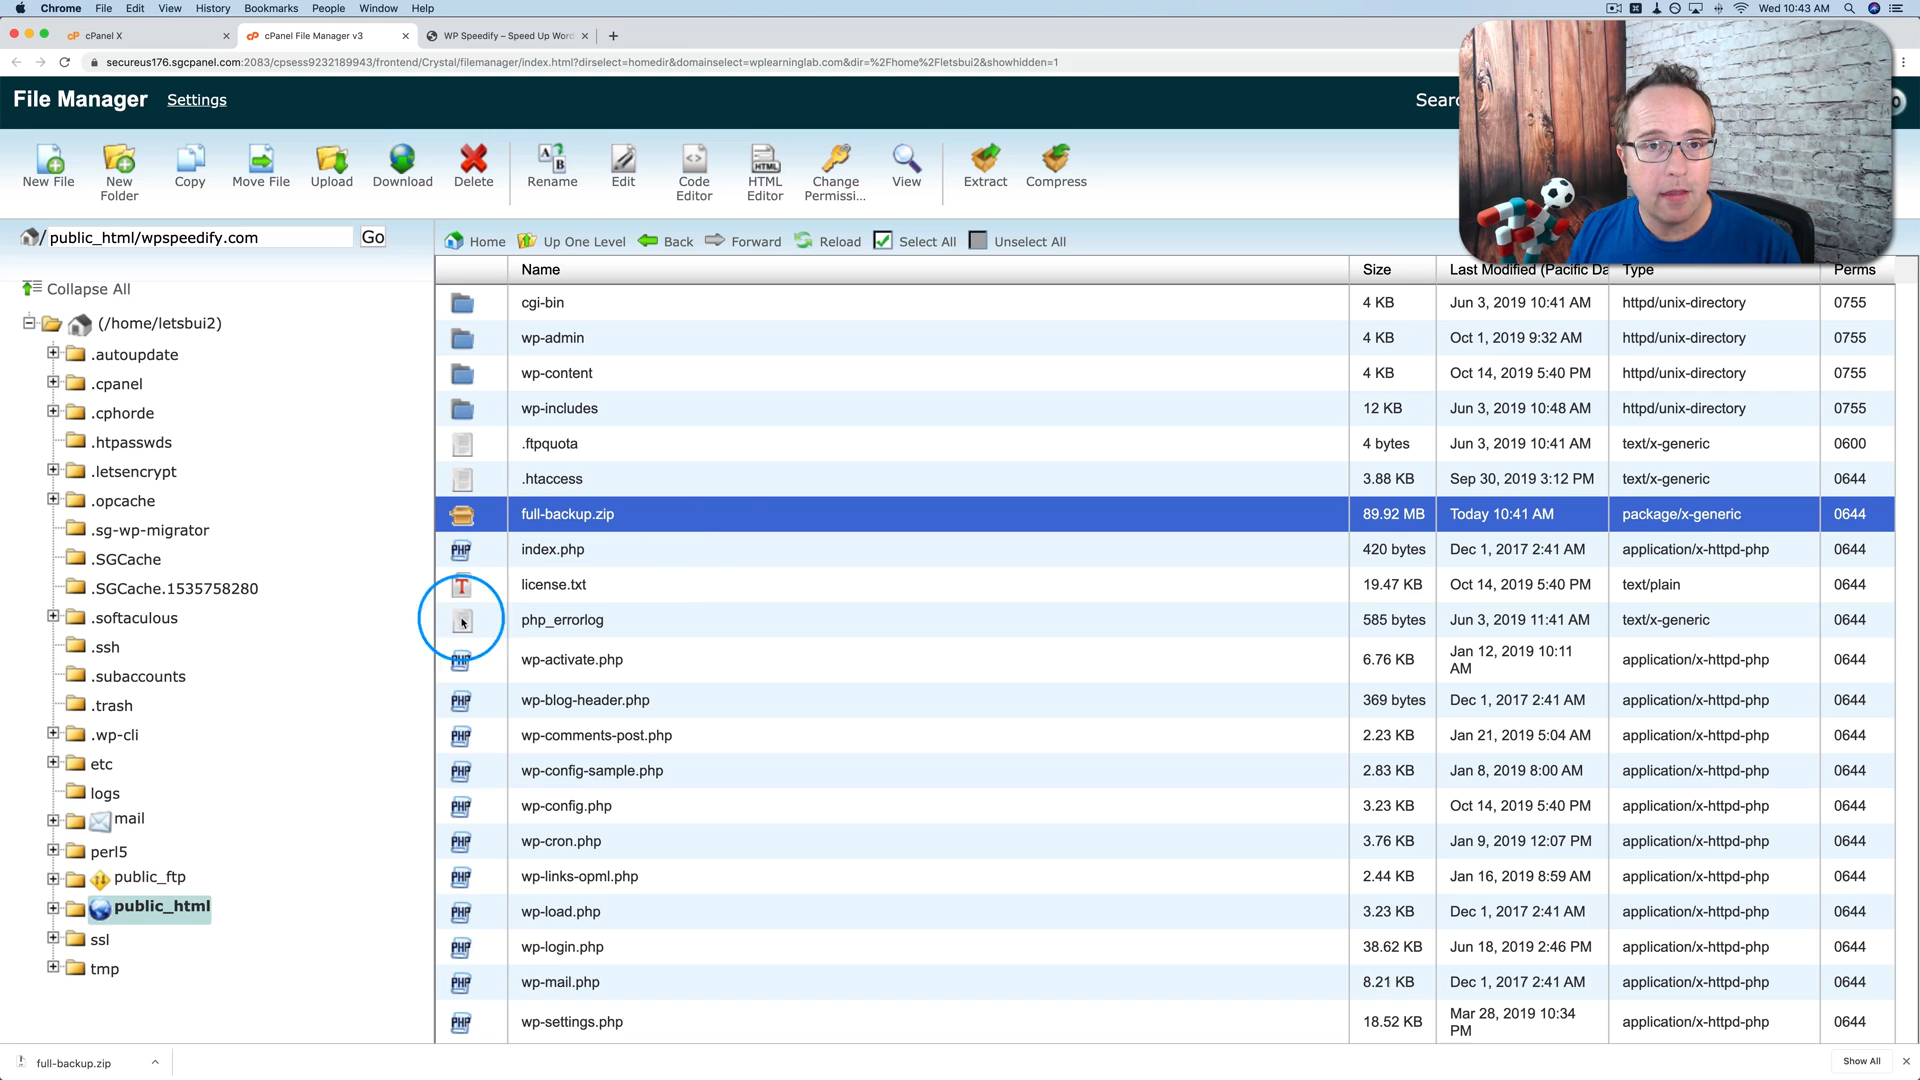 Chrome File Edit View History Bookmarks People Window Help Wed 10:43 AM
cPanel X cPanel File Manager v3 WP Speedify – Speed Up Word
secureus176.sgcpanel.com:2083/cpsess9232189943/frontend/Crystal/filemanager/index.html?dirselect=homedir&domainselect=wplearninglab.com&dir=%2Fhome%2Fletsbui2&showhidden=1
File Manager Settings Searc
New File
New Folder
Copy
Move File
Upload
Download
Delete
Rename
Edit
Code Editor
HTML Editor
Change Permissi...
View
Extract
Compress
/ public_html/wpspeedify.com Go
Home Up One Level Back Forward Reload Select All Unselect All
Collapse All
(/home/letsbui2)
.autoupdate
.cpanel
.cphorde
.htpasswds
.letsencrypt
.opcache
.sg-wp-migrator
.SGCache
.SGCache.1535758280
.softaculous
.ssh
.subaccounts
.trash
.wp-cli
etc
logs
mail
perl5
public_ftp
public_html
ssl
tmp
Name Size Last Modified (Pacific Da Type Perms
cgi-bin 4 KB Jun 3, 2019 10:41 AM httpd/unix-directory 0755
wp-admin 4 KB Oct 1, 2019 9:32 AM httpd/unix-directory 0755
wp-content 4 KB Oct 14, 2019 5:40 PM httpd/unix-directory 0755
wp-includes 12 KB Jun 3, 2019 10:48 AM httpd/unix-directory 0755
.ftpquota 4 bytes Jun 3, 2019 10:41 AM text/x-generic 0600
.htaccess 3.88 KB Sep 30, 2019 3:12 PM text/x-generic 0644
full-backup.zip 89.92 MB Today 10:41 AM package/x-generic 0644
PHP index.php 420 bytes Dec 1, 2017 2:41 AM application/x-httpd-php 0644
T license.txt 19.47 KB Oct 14, 2019 5:40 PM text/plain 0644
php_errorlog 585 bytes Jun 3, 2019 11:41 AM text/x-generic 0644
PHP wp-activate.php 6.76 KB Jan 12, 2019 10:11 AM application/x-httpd-php 0644
PHP wp-blog-header.php 369 bytes Dec 1, 2017 2:41 AM application/x-httpd-php 0644
PHP wp-comments-post.php 2.23 KB Jan 21, 2019 5:04 AM application/x-httpd-php 0644
PHP wp-config-sample.php 2.83 KB Jan 8, 2019 8:00 AM application/x-httpd-php 0644
PHP wp-config.php 3.23 KB Oct 14, 2019 5:40 PM application/x-httpd-php 0644
PHP wp-cron.php 3.76 KB Jan 9, 2019 12:07 PM application/x-httpd-php 0644
PHP wp-links-opml.php 2.44 KB Jan 16, 2019 8:59 AM application/x-httpd-php 0644
PHP wp-load.php 3.23 KB Dec 1, 2017 2:41 AM application/x-httpd-php 0644
PHP wp-login.php 38.62 KB Jun 18, 2019 2:46 PM application/x-httpd-php 0644
PHP wp-mail.php 8.21 KB Dec 1, 2017 2:41 AM application/x-httpd-php 0644
PHP wp-settings.php 18.52 KB Mar 28, 2019 10:34 PM application/x-httpd-php 0644
full-backup.zip Show All